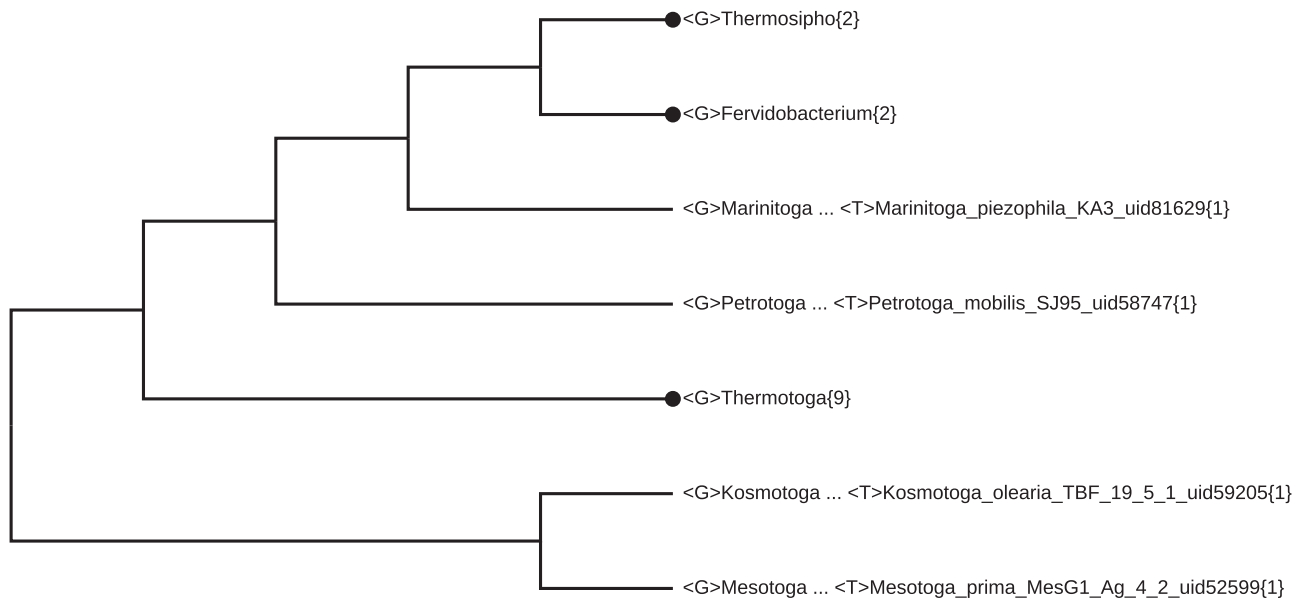 <G>Thermosipho{2}
<G>Fervidobacterium{2}
<G>Marinitoga ... <T>Marinitoga_piezophila_KA3_uid81629{1}
<G>Petrotoga ... <T>Petrotoga_mobilis_SJ95_uid58747{1}
<G>Thermotoga{9}
<G>Kosmotoga ... <T>Kosmotoga_olearia_TBF_19_5_1_uid59205{1}
<G>Mesotoga ... <T>Mesotoga_prima_MesG1_Ag_4_2_uid52599{1}